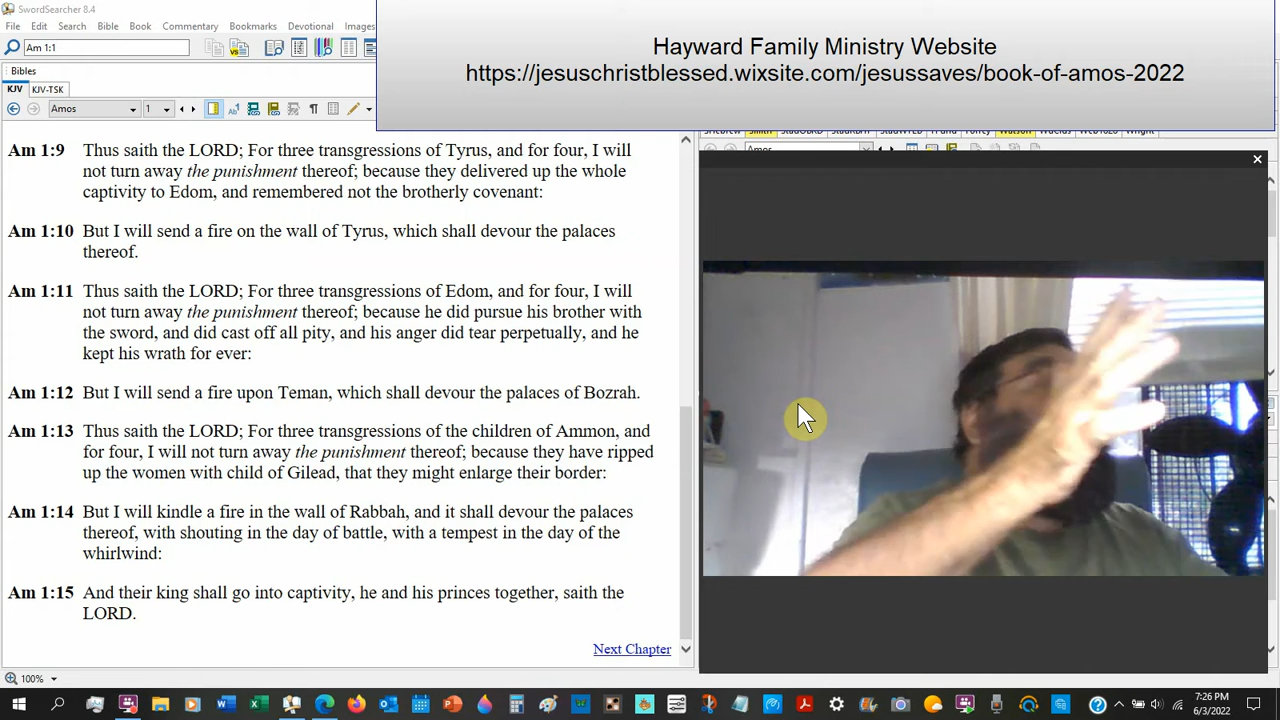 SwordSearcher 8.4
File Edit Search Bible Book Commentary Bookmarks Devotional Images
Am 1:1
Bibles
KJV KJV-TSK
Amos 1
Hayward Family Ministry Website
https://jesuschristblessed.wixsite.com/jesussaves/book-of-amos-2022
Amos
Am 1:9 Thus saith the LORD; For three transgressions of Tyrus, and for four, I will
not turn away the punishment thereof; because they delivered up the whole
captivity to Edom, and remembered not the brotherly covenant:
Am 1:10 But I will send a fire on the wall of Tyrus, which shall devour the palaces
thereof.
Am 1:11 Thus saith the LORD; For three transgressions of Edom, and for four, I will
not turn away the punishment thereof; because he did pursue his brother with
the sword, and did cast off all pity, and his anger did tear perpetually, and he
kept his wrath for ever:
Am 1:12 But I will send a fire upon Teman, which shall devour the palaces of Bozrah.
Am 1:13 Thus saith the LORD; For three transgressions of the children of Ammon, and
for four, I will not turn away the punishment thereof; because they have ripped
up the women with child of Gilead, that they might enlarge their border:
Am 1:14 But I will kindle a fire in the wall of Rabbah, and it shall devour the palaces
thereof, with shouting in the day of battle, with a tempest in the day of the
whirlwind:
Am 1:15 And their king shall go into captivity, he and his princes together, saith the
LORD.
Next Chapter
100%
7:26 PM
6/3/2022